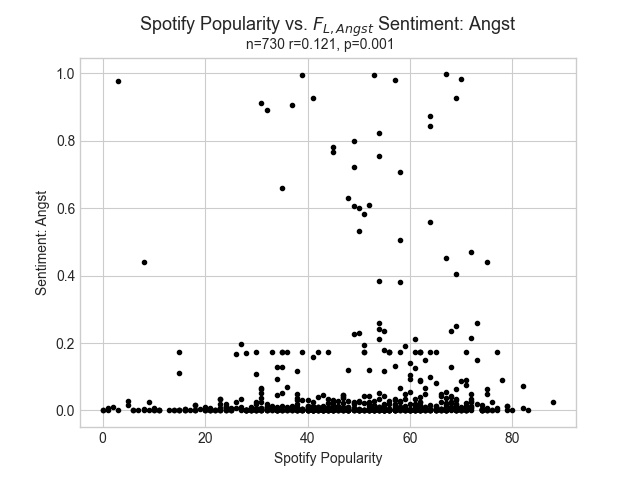 Spotify Popularity vs. F_{L,Angst} Sentiment: Angst
n=730 r=0.121, p=0.001
1.0
0.8
0.6
0.4
0.2
0.0
Sentiment: Angst
0 20 40 60 80
Spotify Popularity